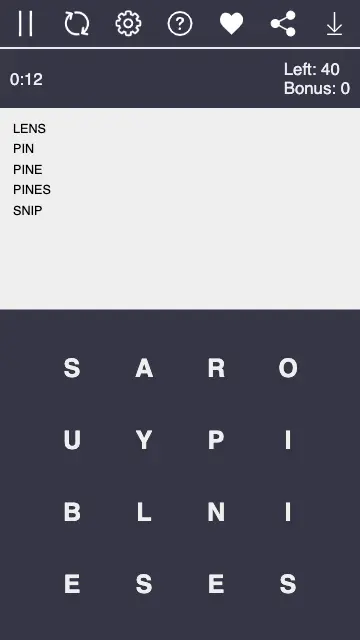 0:12
Left: 40
Bonus: 0
LENS
PIN
PINE
PINES
SNIP
S A R O
U Y P I
B L N I
E S E S